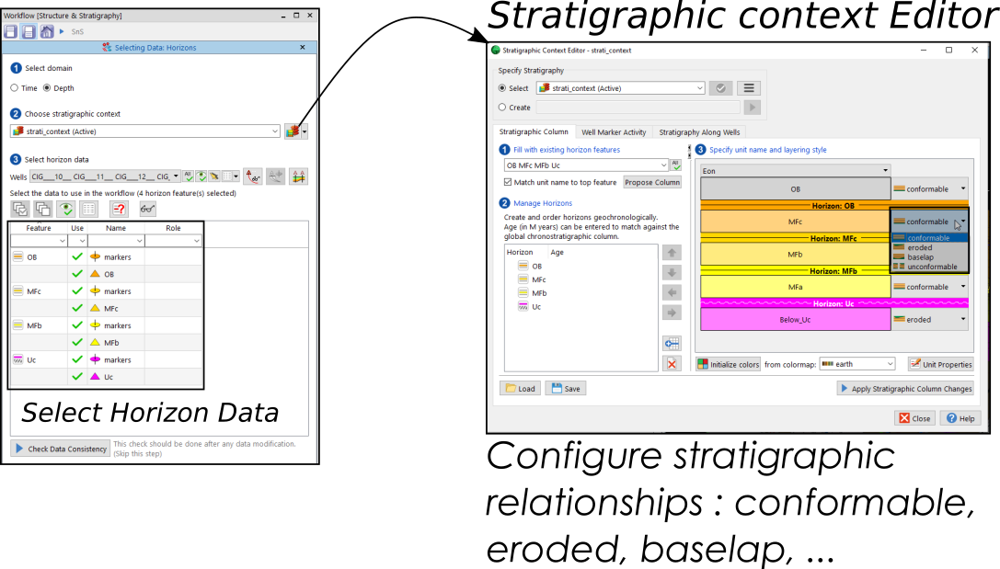 Stratigraphic context Editor
Workflow [Structure & Stratigraphy]
SnS
Selecting Data: Horizons
1 Select domain
Time Depth
2 Choose stratigraphic context
strati_context (Active)
3 Select horizon data
Wells CIG___10__ CIG___11__ CIG___12__ CIG_
All
Select the data to use in the workflow (4 horizon feature(s) selected)
=?
Feature Use Name Role
OB markers
OB
MFc markers
MFc
MFb markers
MFb
Uc markers
Uc
Select Horizon Data
Check Data Consistency
This check should be done after any data modification.
(Skip this step)
Stratigraphic Context Editor - strati_context
Specify Stratigraphy
Select strati_context (Active)
Create
Stratigraphic Column Well Marker Activity Stratigraphy Along Wells
1 Fill with existing horizon features
OB MFc MFb Uc
All
Match unit name to top feature Propose Column
2 Manage Horizons
Create and order horizons geochronologically.
Age (in M years) can be entered to match against the
global chronostratigraphic column.
Horizon Age
OB
MFc
MFb
Uc
3 Specify unit name and layering style
Eon
OB conformable
Horizon: OB
MFc conformable
Horizon: MFc
conformable
eroded
baselap
unconformable
MFb
Horizon: MFb
MFa conformable
Horizon: Uc
Below_Uc eroded
Initialize colors from colormap: earth Unit Properties
Load Save Apply Stratigraphic Column Changes
Close Help
Configure stratigraphic
relationships : conformable,
eroded, baselap, ...